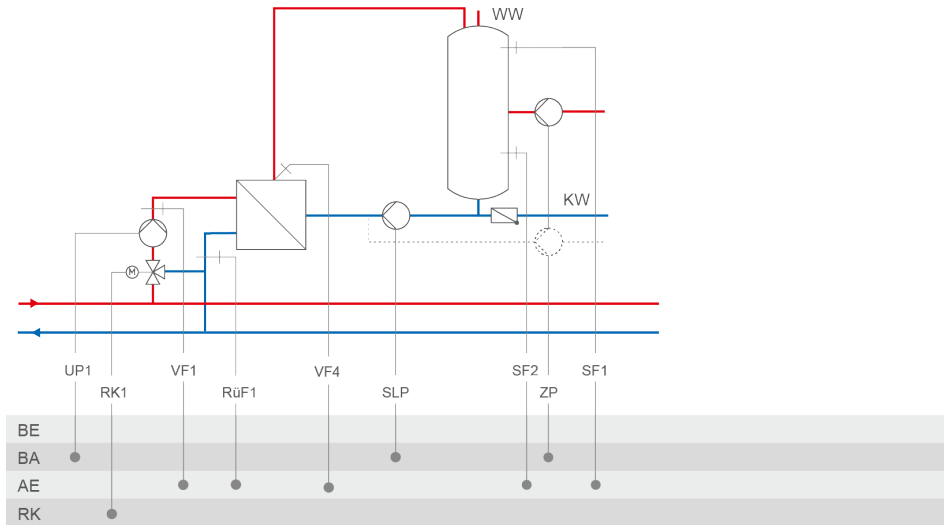 WW
KW
M
UP1 VF1 VF4 SF2 SF1
RK1 RüF1 SLP ZP
BE
BA
AE
RK